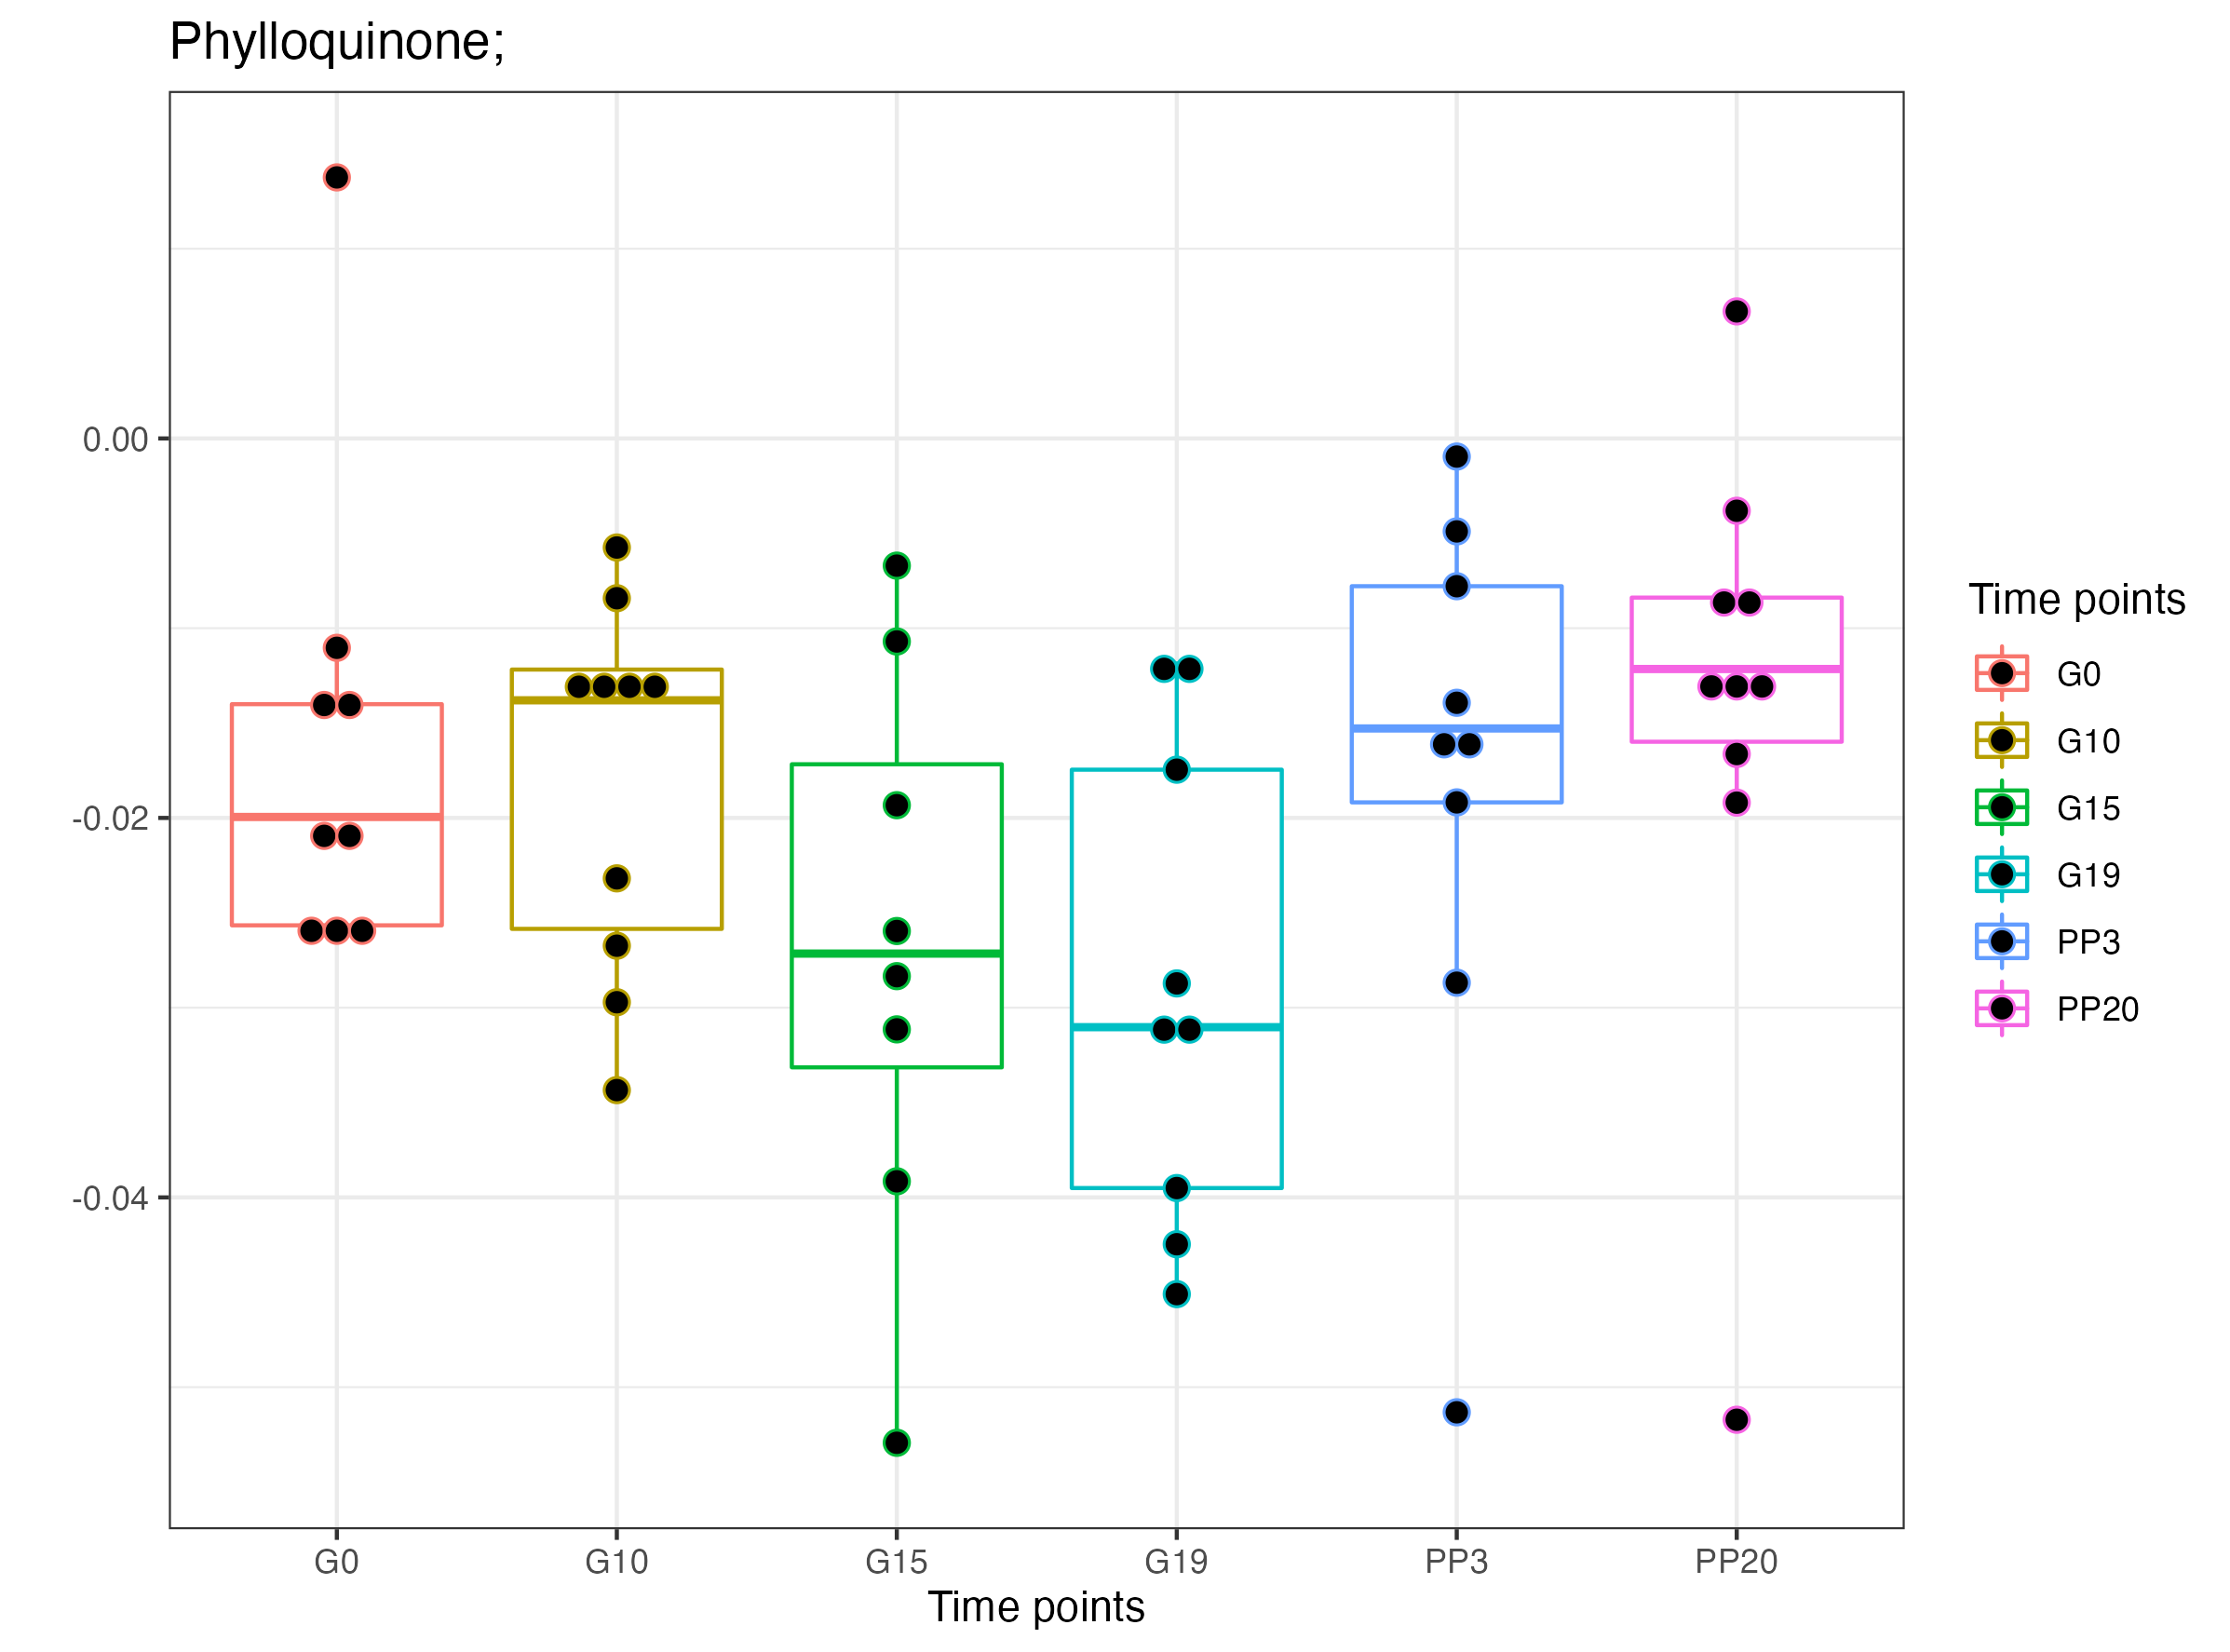 Phylloquinone;
0.00
-0.02
-0.04
G0 G10 G15 G19 PP3 PP20
Time points
Time points
G0
G10
G15
G19
PP3
PP20